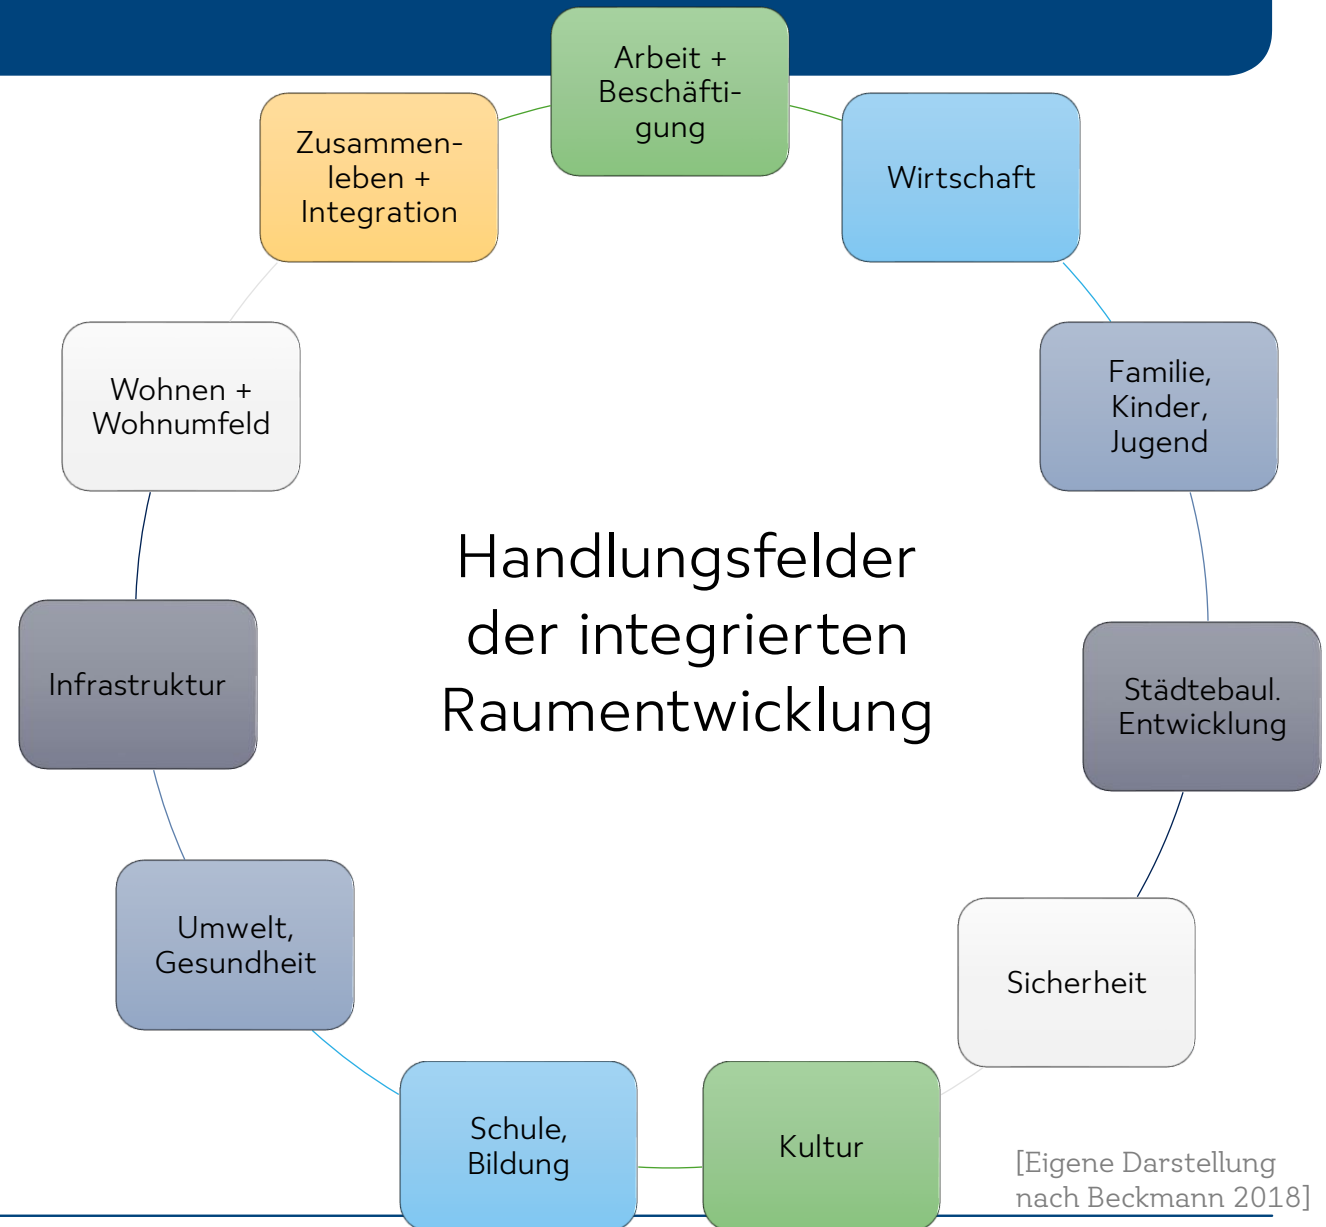 Arbeit +
Beschäfti-
gung
Wirtschaft
Familie,
Kinder,
Jugend
Städtebaul.
Entwicklung
Sicherheit
Kultur
Schule,
Bildung
Umwelt,
Gesundheit
Infrastruktur
Wohnen +
Wohnumfeld
Zusammen-
leben +
Integration
Handlungsfelder
der integrierten
Raumentwicklung
[Eigene Darstellung
nach Beckmann 2018]